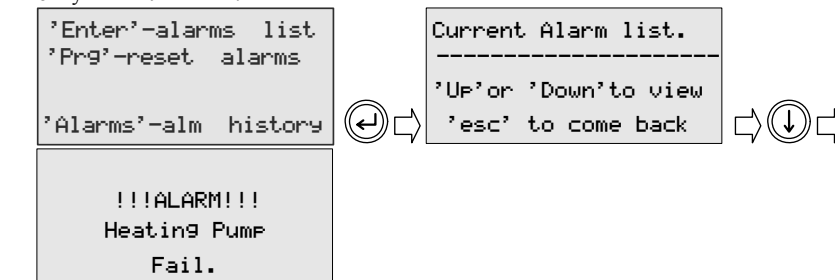 'Enter'-alarms list
'Prg'-reset alarms
'Alarms'-alm history
Current Alarm list.
--------------------
'Up'or 'Down'to view
'esc' to come back
!!!ALARM!!!
Heating Pump
Fail.